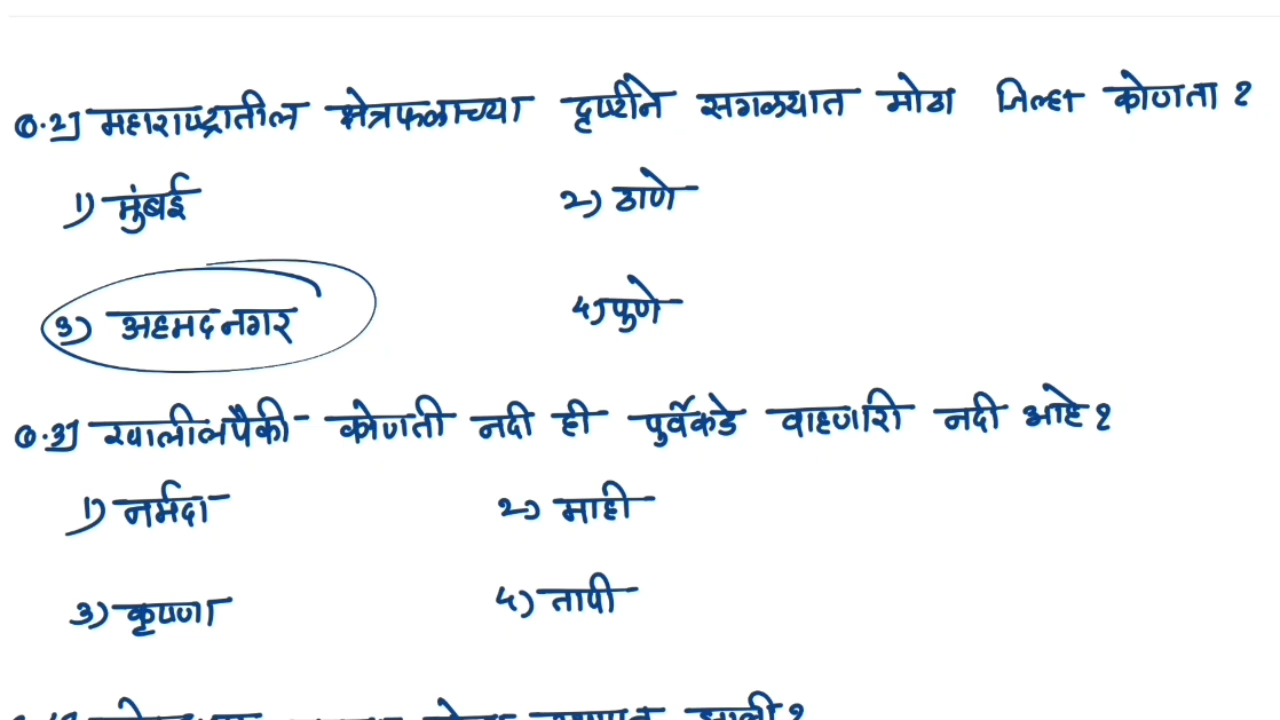 Q.2] महाराष्ट्रातील क्षेत्रफळाच्या दृष्टीने सगळ्यात मोठा जिल्हा कोणता ?
1) मुंबई 2) ठाणे
3) अहमदनगर 4) पुणे
Q.3] खालीलपैकी कोणती नदी ही पुर्वेकडे वाहणारी नदी आहे ?
1) नर्मदा 2) माही
3) कृष्णा 4) तापी
झाली ?